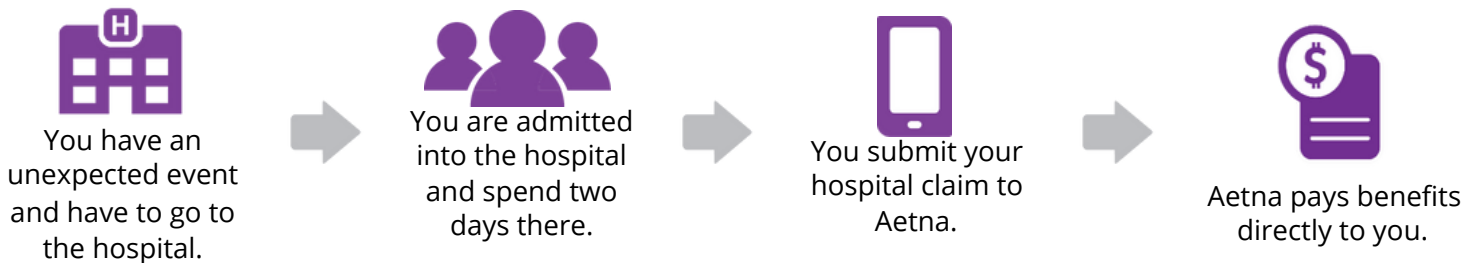 H
You have an
unexpected event
and have to go to
the hospital.
You are admitted
into the hospital
and spend two
days there.
You submit your
hospital claim to
Aetna.
$
Aetna pays benefits
directly to you.